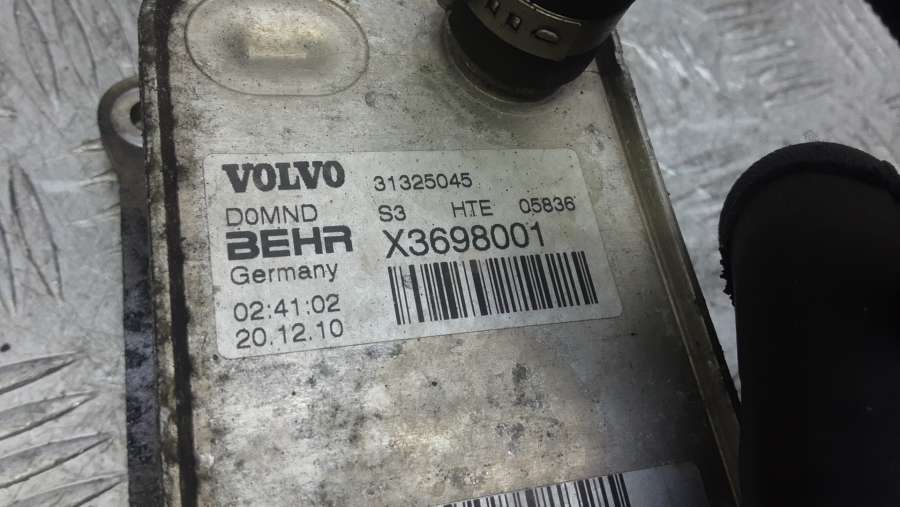 VOLVO 31325045
D0MND S3 HTE 05836
BEHR X3698001
Germany
02:41:02
20.12.10